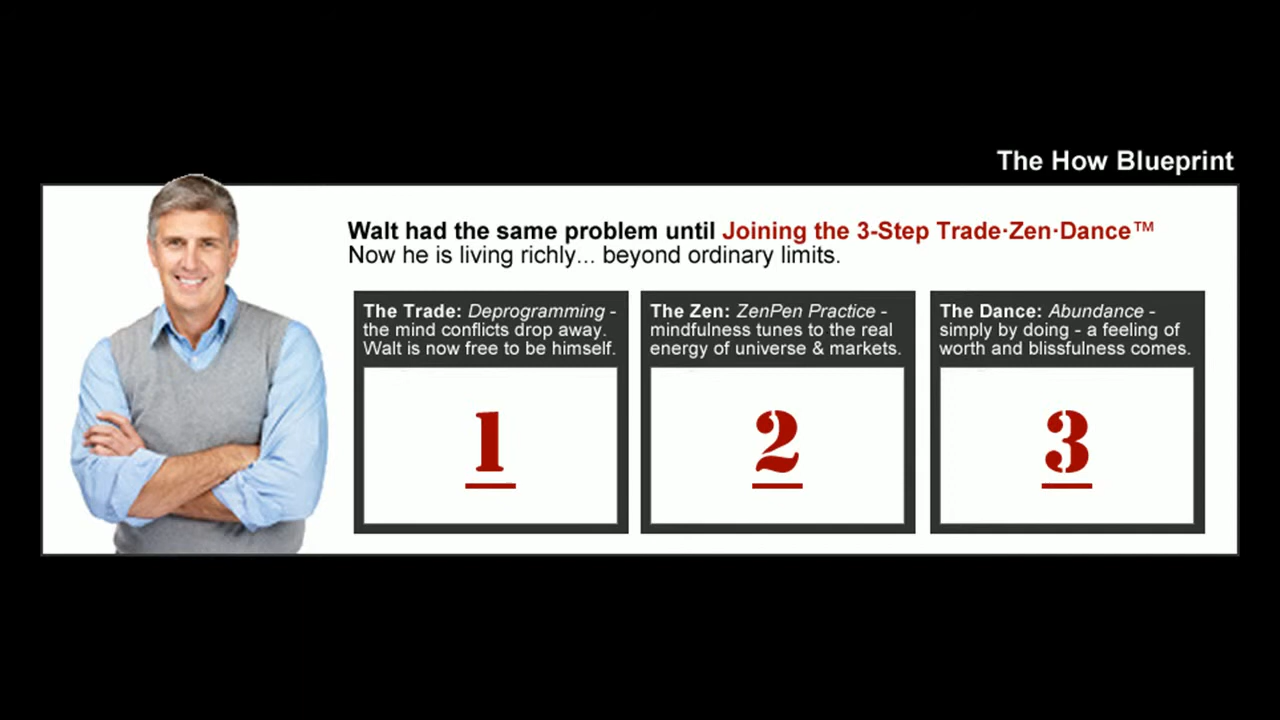 The How Blueprint
Walt had the same problem until Joining the 3-Step Trade·Zen·Dance™
Now he is living richly... beyond ordinary limits.
The Trade: Deprogramming -
the mind conflicts drop away.
Walt is now free to be himself.
1
The Zen: ZenPen Practice -
mindfulness tunes to the real
energy of universe & markets.
2
The Dance: Abundance -
simply by doing - a feeling of
worth and blissfulness comes.
3